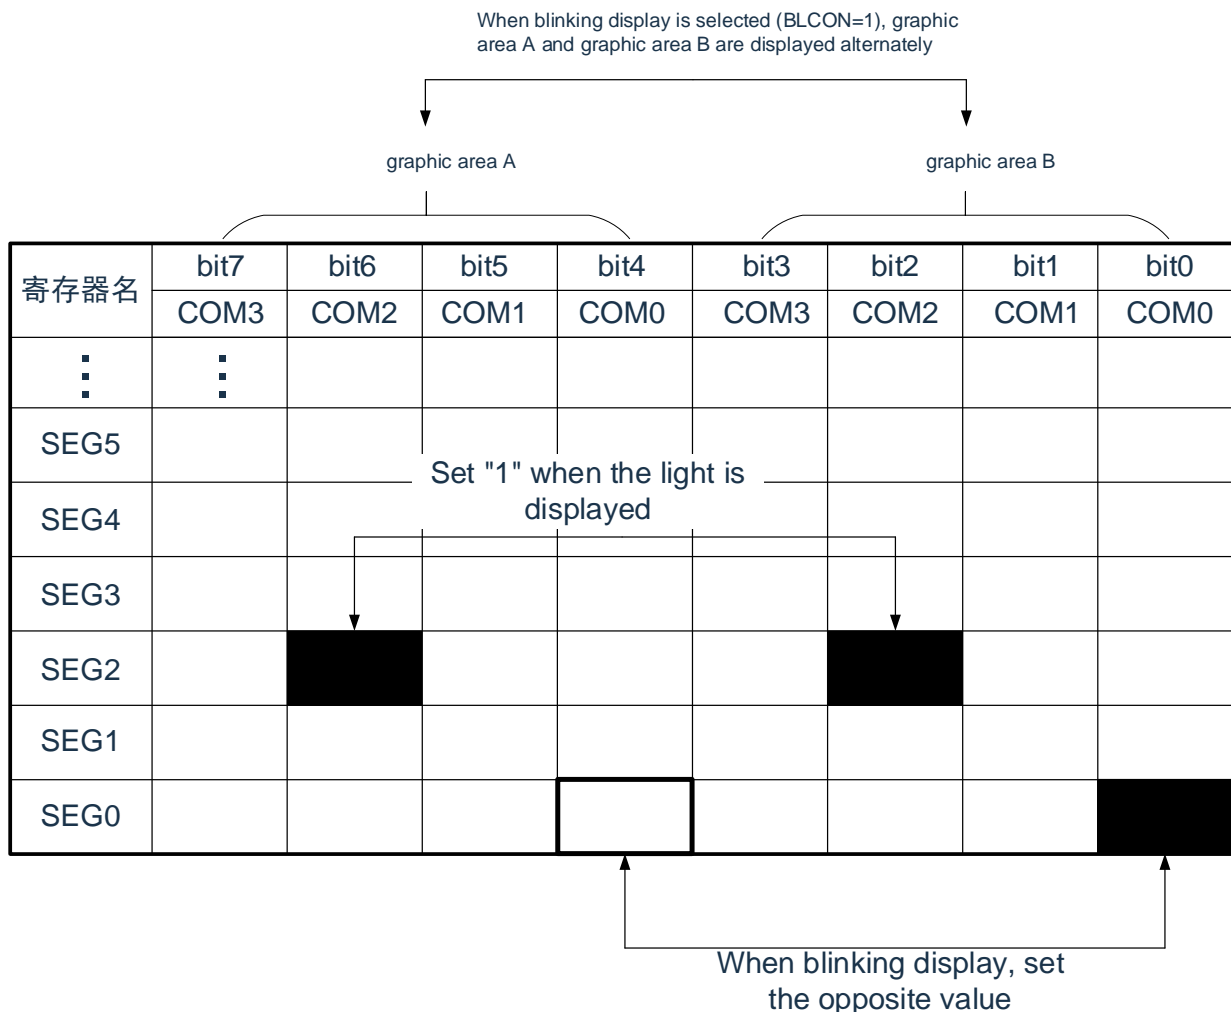 When blinking display is selected (BLCON=1), graphic
area A and graphic area B are displayed alternately
graphic area A
graphic area B
寄存器名
bit7 bit6 bit5 bit4 bit3 bit2 bit1 bit0
COM3 COM2 COM1 COM0 COM3 COM2 COM1 COM0
SEG5
Set "1" when the light is
displayed
SEG4
SEG3
SEG2
SEG1
SEG0
When blinking display, set
the opposite value